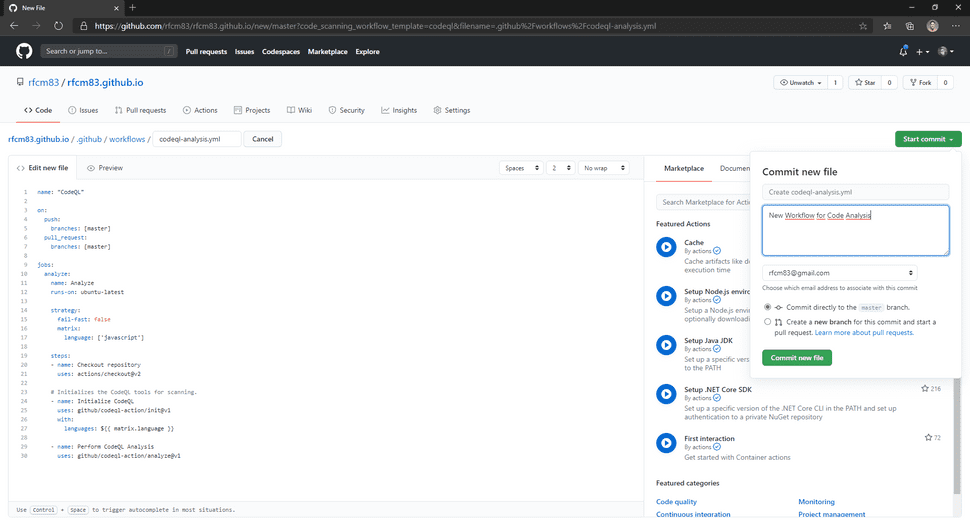 New File
https://github.com/rfcm83/rfcm83.github.io/new/master?code_scanning_workflow_template=codeql&filename=.github%2Fworkflows%2Fcodeql-analysis.yml
Search or jump to... / Pull requests Issues Codespaces Marketplace Explore
rfcm83 / rfcm83.github.io
Unwatch 1 Star 0 Fork 0
Code Issues Pull requests Actions Projects Wiki Security Insights Settings
rfcm83.github.io / .github / workflows / codeql-analysis.yml Cancel
Start commit
Edit new file Preview Spaces 2 No wrap
1 name: "CodeQL"
2
3 on:
4 push:
5 branches: [master]
6 pull_request:
7 branches: [master]
8
9 jobs:
10 analyze:
11 name: Analyze
12 runs-on: ubuntu-latest
13
14 strategy:
15 fail-fast: false
16 matrix:
17 language: ['javascript']
18
19 steps:
20 - name: Checkout repository
21 uses: actions/checkout@v2
22
23 # Initializes the CodeQL tools for scanning.
24 - name: Initialize CodeQL
25 uses: github/codeql-action/init@v1
26 with:
27 languages: ${{ matrix.language }}
28
29 - name: Perform CodeQL Analysis
30 uses: github/codeql-action/analyze@v1
Use Control + Space to trigger autocomplete in most situations.
Marketplace Documen
Search Marketplace for Actio
Featured Actions
Cache
By actions
Cache artifacts like de
execution time
Setup Node.js enviro
By actions
Setup a Node.js enviro
optionally downloadi
Setup Java JDK
By actions
Set up a specific versi
to the PATH
Setup .NET Core SDK 216
By actions
Set up a specific version of the .NET Core CLI in the PATH and set up
authentication to a private NuGet repository
First interaction 72
By actions
Get started with Container actions
Featured categories
Code quality Monitoring
Continuous integration Project management
Commit new file
Create codeql-analysis.yml
New Workflow for Code Analysis
rfcm83@gmail.com
Choose which email address to associate with this commit
Commit directly to the master branch.
Create a new branch for this commit and start a
pull request. Learn more about pull requests.
Commit new file